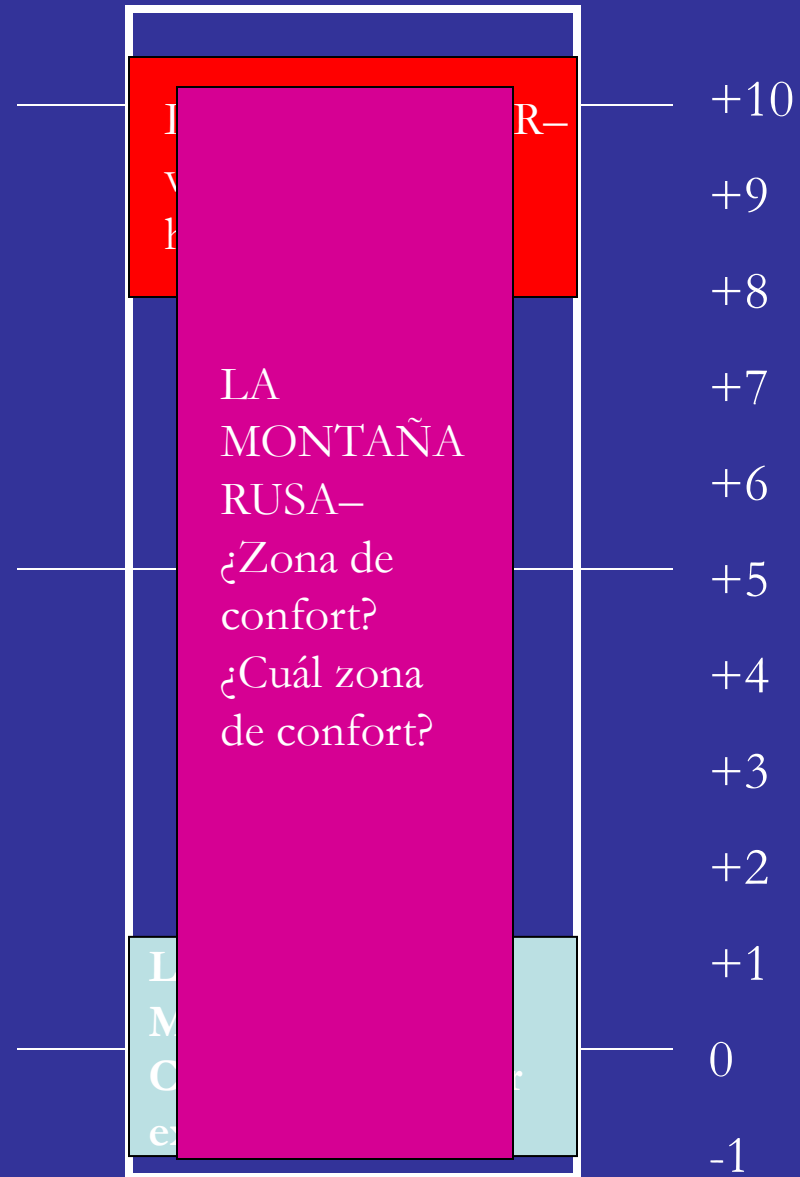 +10
R–
+9
+8
LA
MONTAÑA
RUSA–
¿Zona de
confort?
¿Cuál zona
de confort?
+7
+6
+5
+4
+3
+2
+1
0
-1